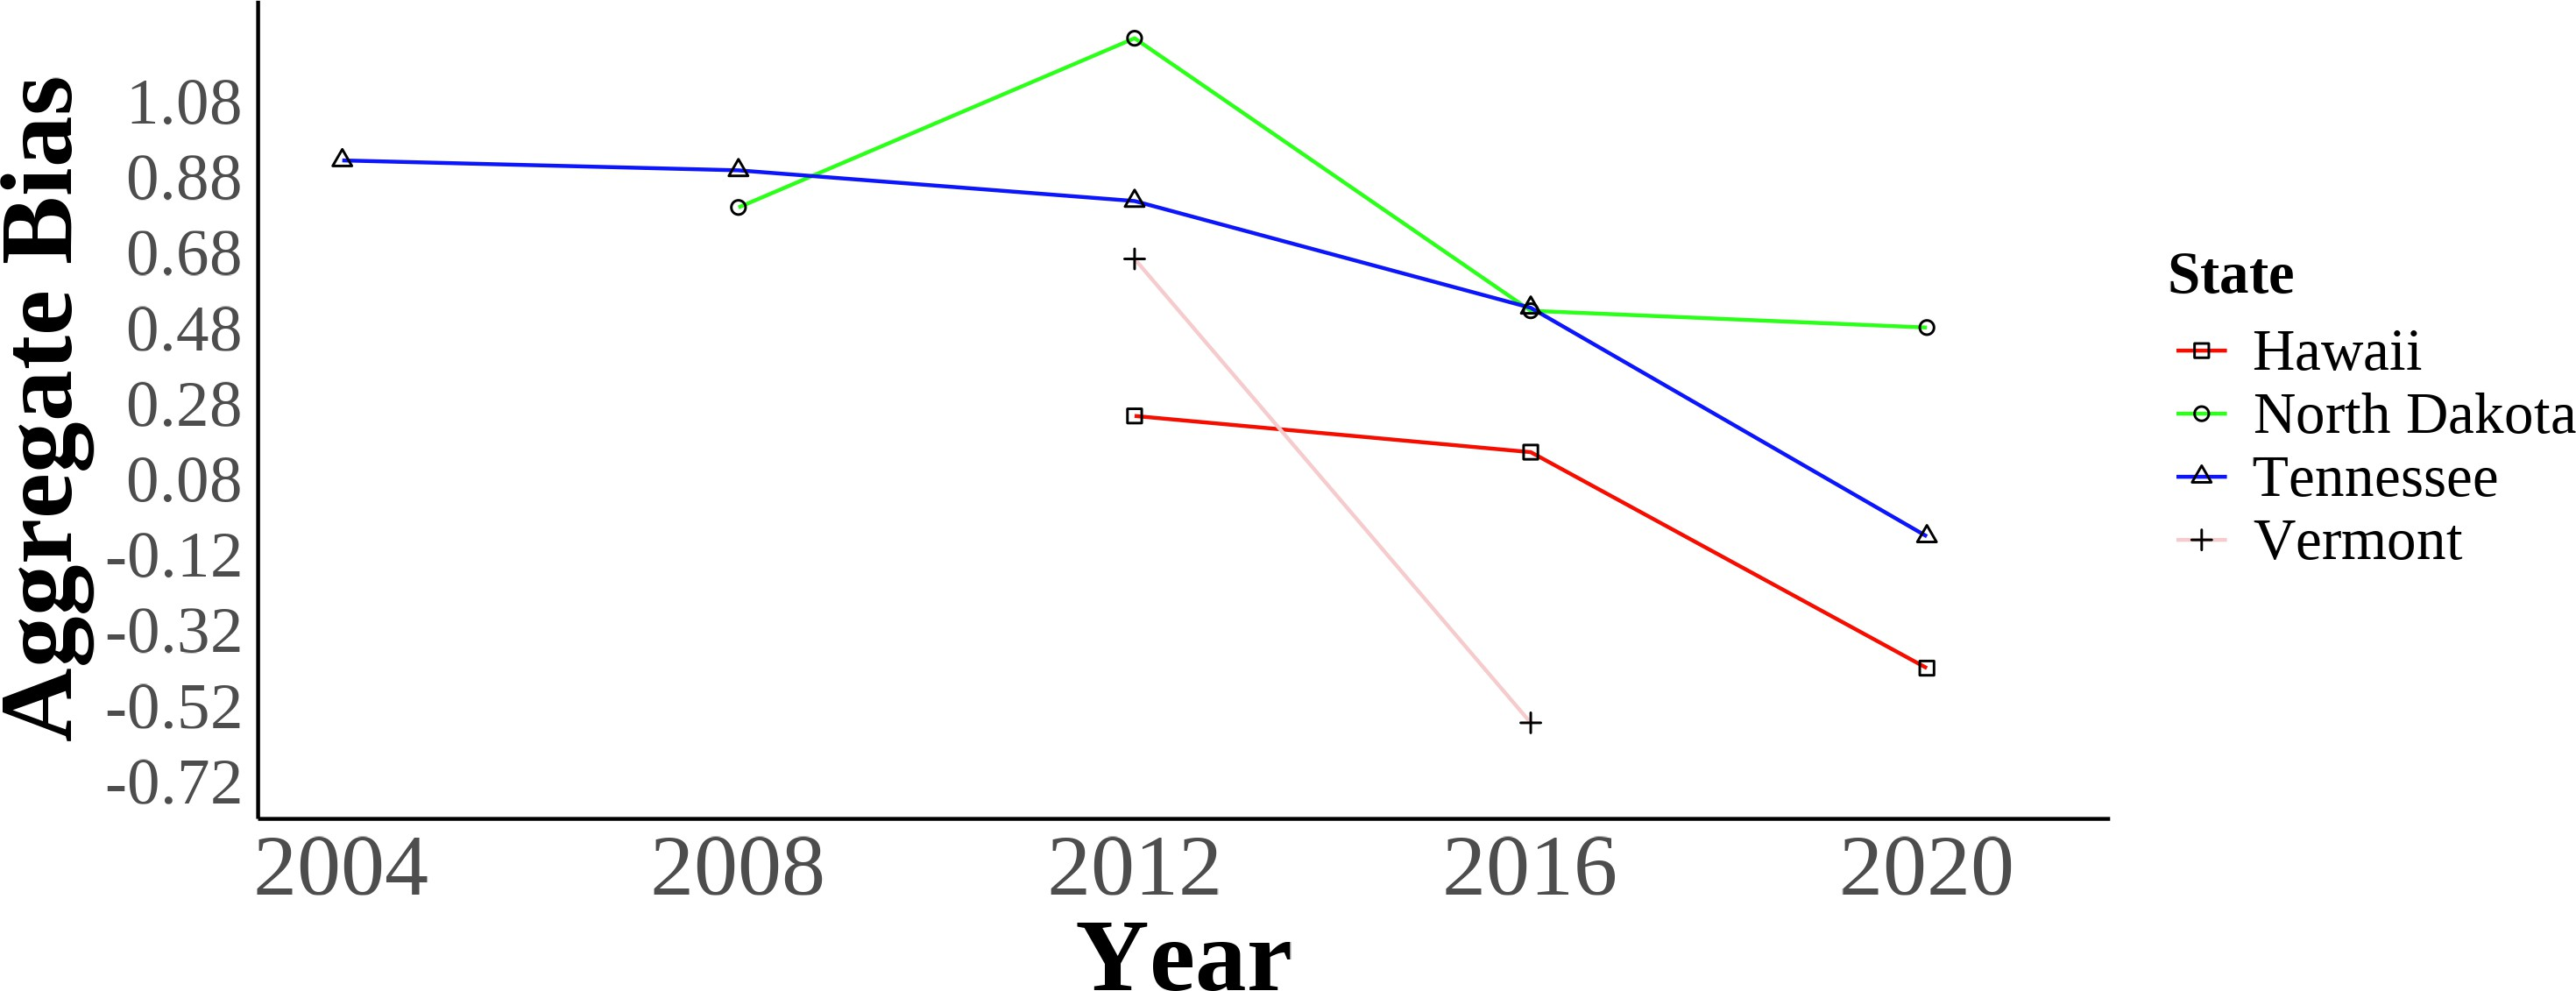 Aggregate Bias
1.08
0.88
0.68
0.48
0.28
0.08
-0.12
-0.32
-0.52
-0.72
2004 2008 2012 2016 2020
Year
State
Hawaii
North Dakota
Tennessee
Vermont